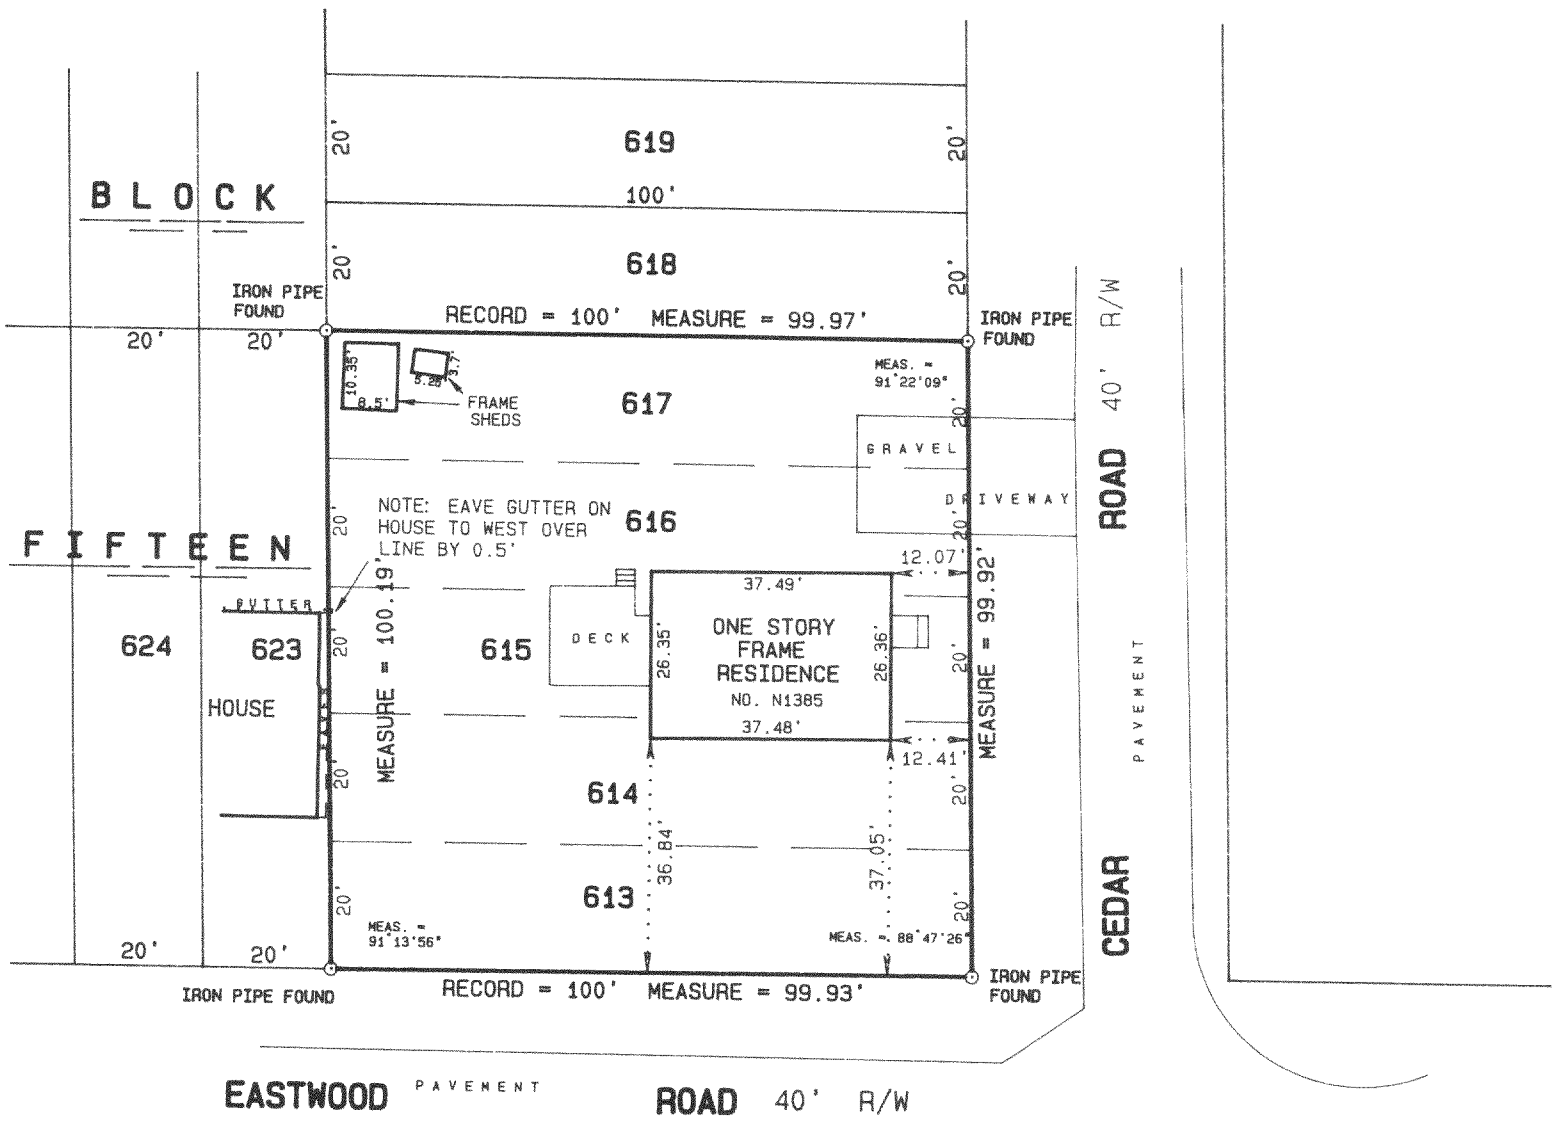 619
20'
20'
BLOCK
100'
20'
618
20'
IRON PIPE
FOUND
RECORD = 100' MEASURE = 99.97'
IRON PIPE
FOUND
20'
20'
10.35'
8.5'
5.25'
3.7'
FRAME
SHEDS
617
MEAS. =
91°22'09"
20'
GRAVEL
DRIVEWAY
ROAD 40' R/W
NOTE: EAVE GUTTER ON
HOUSE TO WEST OVER
LINE BY 0.5'
20'
616
20'
FIFTEEN
MEASURE = 100.19'
12.07'
37.49'
MEASURE = 99.92'
GUTTER
624
623
20'
615
DECK
26.35'
ONE STORY
FRAME
RESIDENCE
NO. N1385
26.36'
20'
HOUSE
37.48'
12.41'
PAVEMENT
20'
614
20'
36.84'
37.05'
20'
613
20'
CEDAR
MEAS. =
91°13'56"
MEAS. = 88°47'26"
20'
20'
IRON PIPE FOUND
RECORD = 100' MEASURE = 99.93'
IRON PIPE
FOUND
EASTWOOD PAVEMENT ROAD 40' R/W